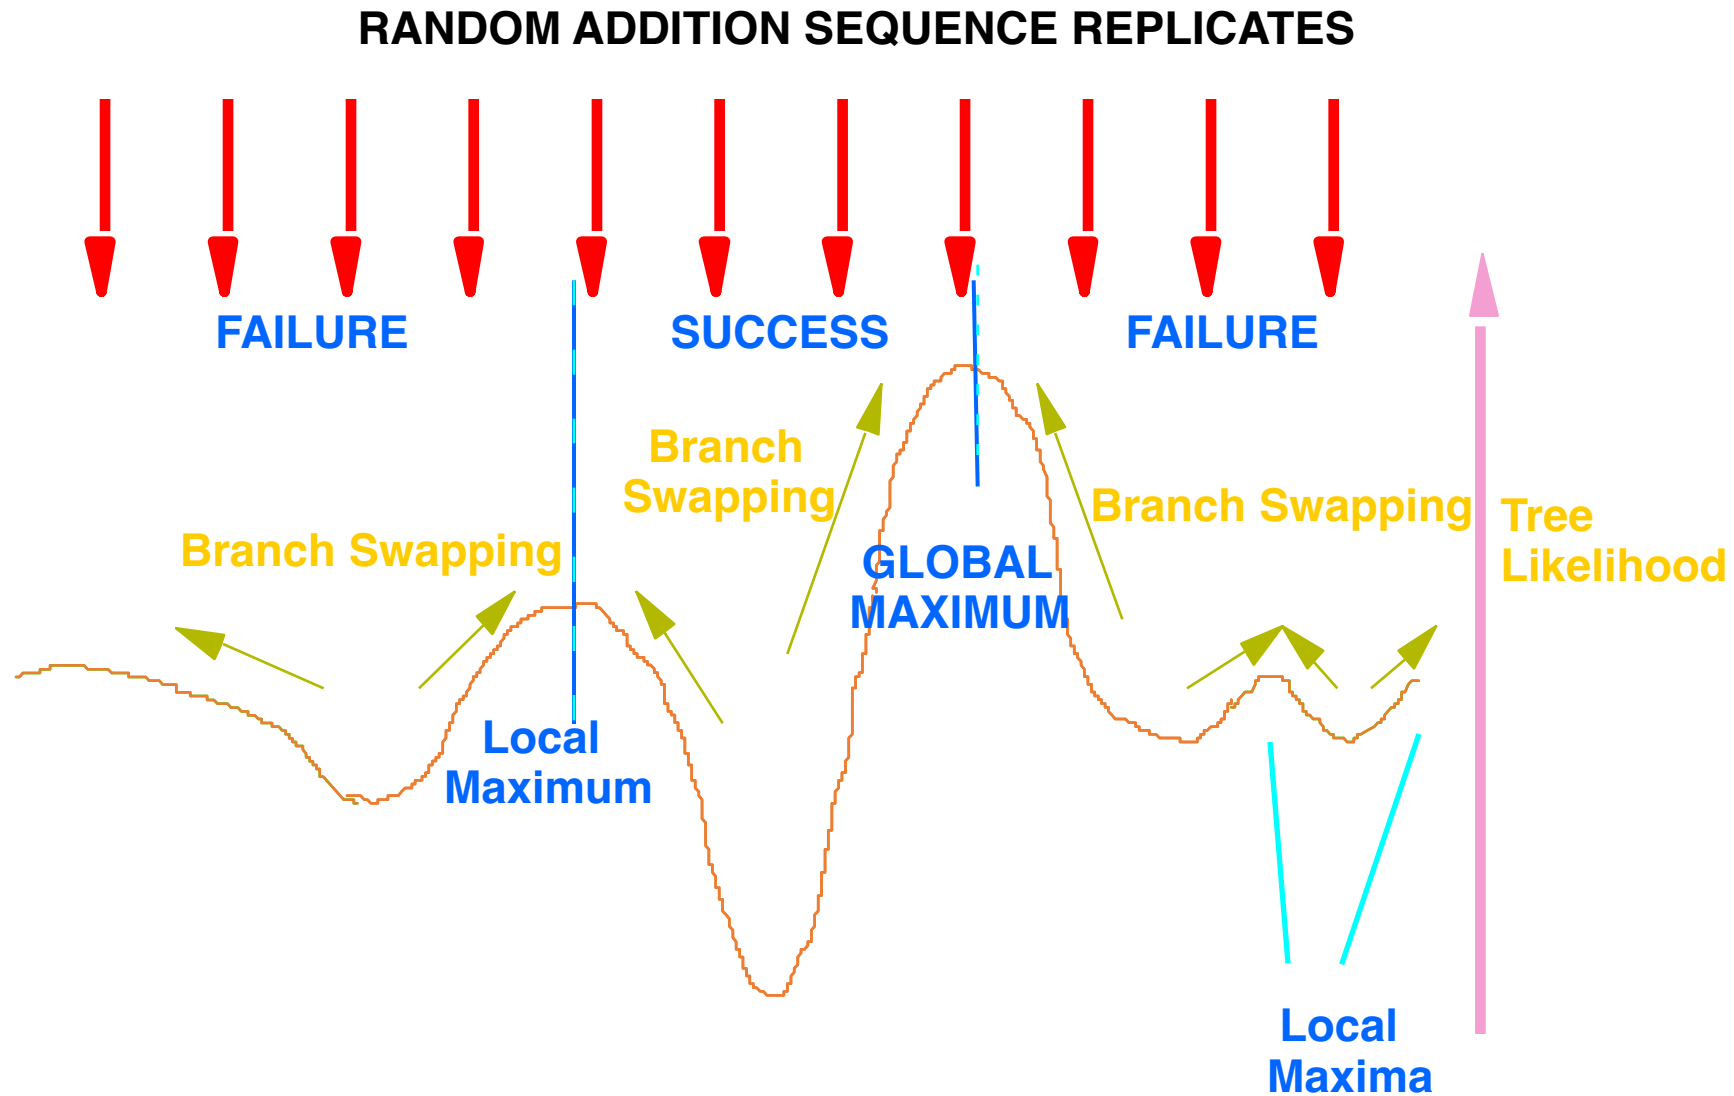 RANDOM ADDITION SEQUENCE REPLICATES
FAILURE
SUCCESS
FAILURE
Branch
Swapping
Branch Swapping
Tree
Likelihood
Branch Swapping
GLOBAL
MAXIMUM
Local
Maximum
Local
Maxima